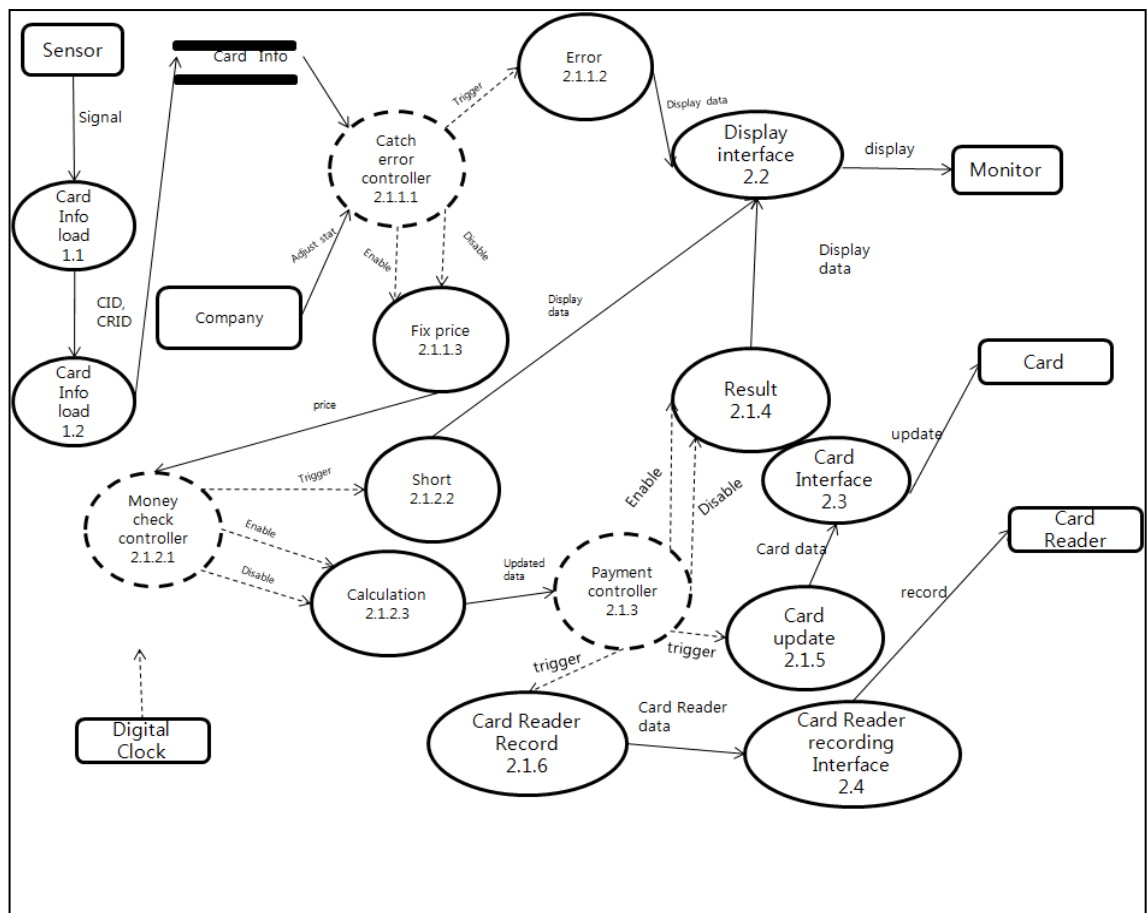 Sensor
Signal
Card
Info
load
1.1
CID,
CRID
Card
Info
load
1.2
Card Info
Catch
error
controller
2.1.1.1
Trigger
Error
2.1.1.2
Display data
Display
interface
2.2
display
Monitor
Adjust stat
Company
Enable
Disable
Fix price
2.1.1.3
price
Display
data
Display
data
Money
check
controller
2.1.2.1
Trigger
Short
2.1.2.2
Enable
Disable
Calculation
2.1.2.3
Updated
data
Payment
controller
2.1.3
Enable
Disable
Result
2.1.4
Card
Interface
2.3
update
Card
Card
Reader
Card data
record
trigger
Card
update
2.1.5
trigger
Card Reader
Record
2.1.6
Card Reader
data
Card Reader
recording
Interface
2.4
Digital
Clock